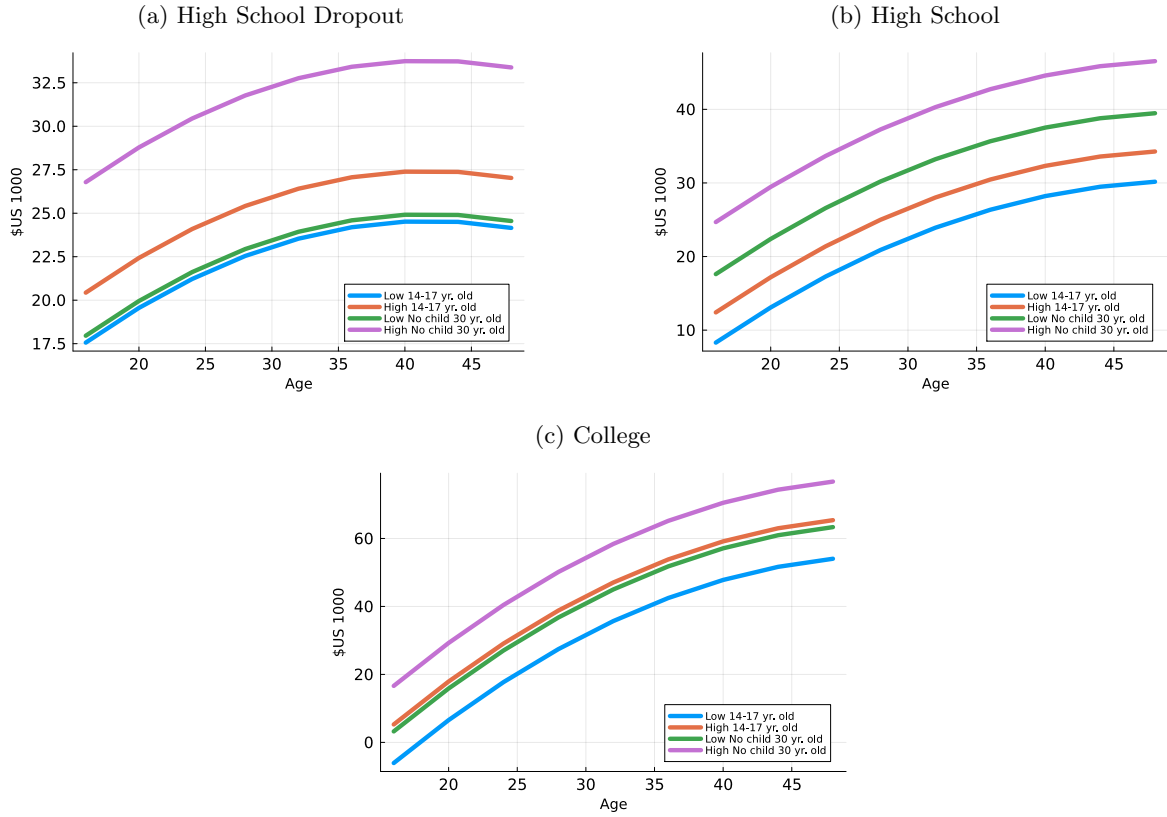 (a) High School Dropout
32.5
30.0
27.5
25.0
22.5
20.0
17.5
$US 1000
20 25 30 35 40 45
Age
Low 14-17 yr. old
High 14-17 yr. old
Low No child 30 yr. old
High No child 30 yr. old
(b) High School
40
30
20
10
$US 1000
20 25 30 35 40 45
Age
Low 14-17 yr. old
High 14-17 yr. old
Low No child 30 yr. old
High No child 30 yr. old
(c) College
60
40
20
0
$US 1000
20 25 30 35 40 45
Age
Low 14-17 yr. old
High 14-17 yr. old
Low No child 30 yr. old
High No child 30 yr. old